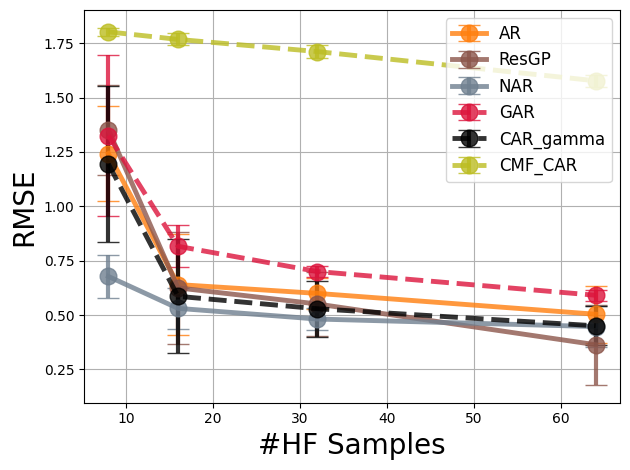 AR
ResGP
NAR
GAR
CAR_gamma
CMF_CAR
RMSE
1.75
1.50
1.25
1.00
0.75
0.50
0.25
10 20 30 40 50 60
#HF Samples